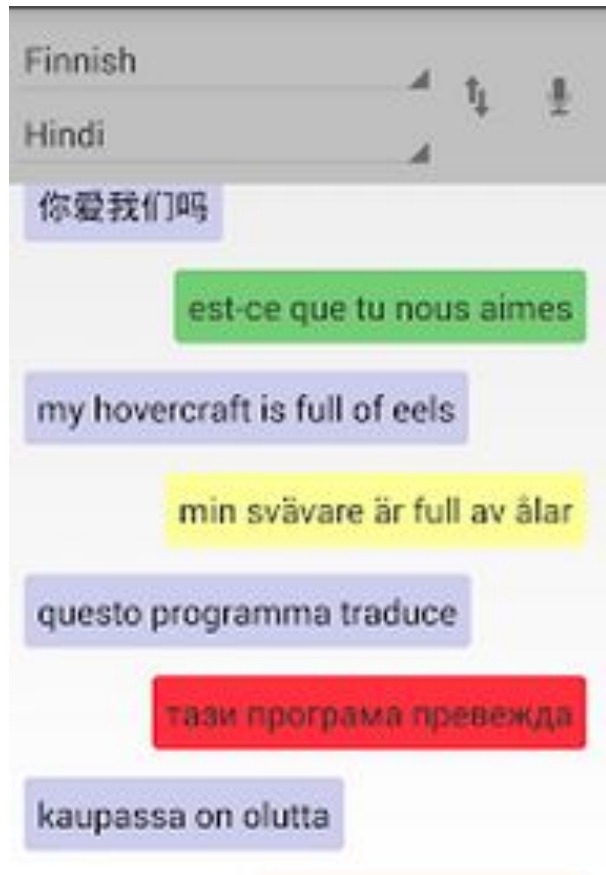 Finnish
Hindi
你爱我们吗
est-ce que tu nous aimes
my hovercraft is full of eels
min svävare är full av ålar
questo programma traduce
тази програма превежда
kaupassa on olutta